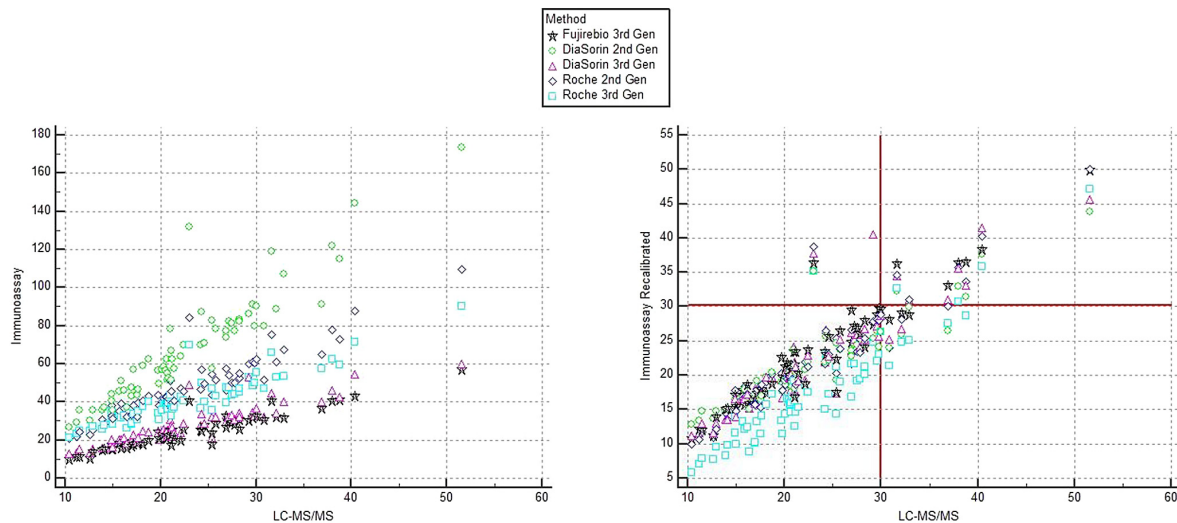 Method
Fujirebio 3rd Gen
DiaSorin 2nd Gen
DiaSorin 3rd Gen
Roche 2nd Gen
Roche 3rd Gen
Immunoassay
180
160
140
120
100
80
60
40
20
0
10 20 30 40 50 60
LC-MS/MS
Immunoassay Recalibrated
55
50
45
40
35
30
25
20
15
10
5
10 20 30 40 50 60
LC-MS/MS